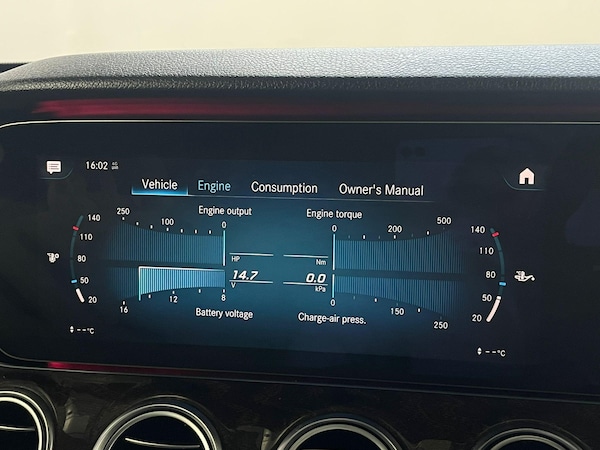 16:02 4G
Vehicle Engine Consumption Owner's Manual
Engine output Engine torque
250 100 0 0 200 500
140 110 80 50 20
HP Nm
14.7 0.0
V kPa
140 110 80 50 20
16 12 8 0 150 250
Battery voltage Charge-air press.
--°C --°C